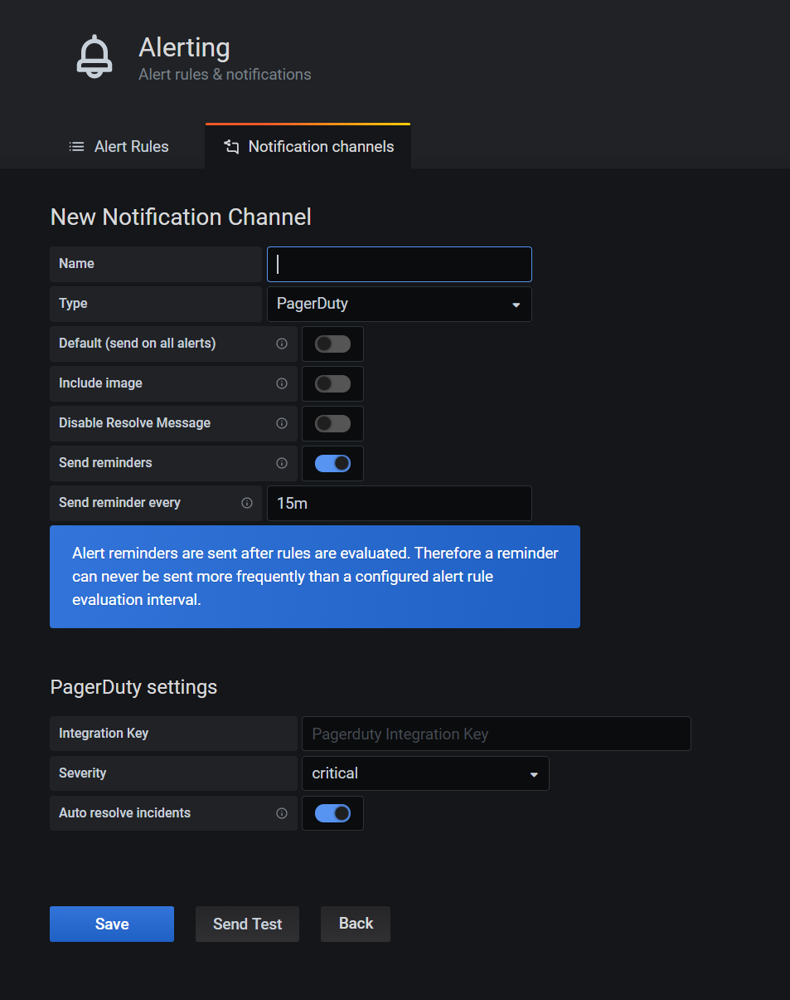 Alerting
Alert rules & notifications
Alert Rules
Notification channels
New Notification Channel
Name
Type
PagerDuty
Default (send on all alerts)
Include image
Disable Resolve Message
Send reminders
Send reminder every
15m
Alert reminders are sent after rules are evaluated. Therefore a reminder
can never be sent more frequently than a configured alert rule
evaluation interval.
PagerDuty settings
Integration Key
Pagerduty Integration Key
Severity
critical
Auto resolve incidents
Save
Send Test
Back